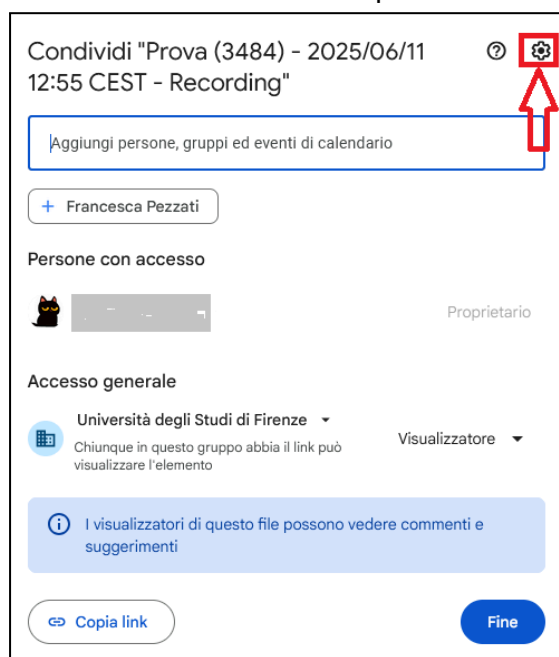 Condividi "Prova (3484) - 2025/06/11
12:55 CEST - Recording"
Aggiungi persone, gruppi ed eventi di calendario
+ Francesca Pezzati
Persone con accesso
Proprietario
Accesso generale
Università degli Studi di Firenze
Chiunque in questo gruppo abbia il link può
visualizzare l'elemento
Visualizzatore
I visualizzatori di questo file possono vedere commenti e
suggerimenti
Copia link
Fine